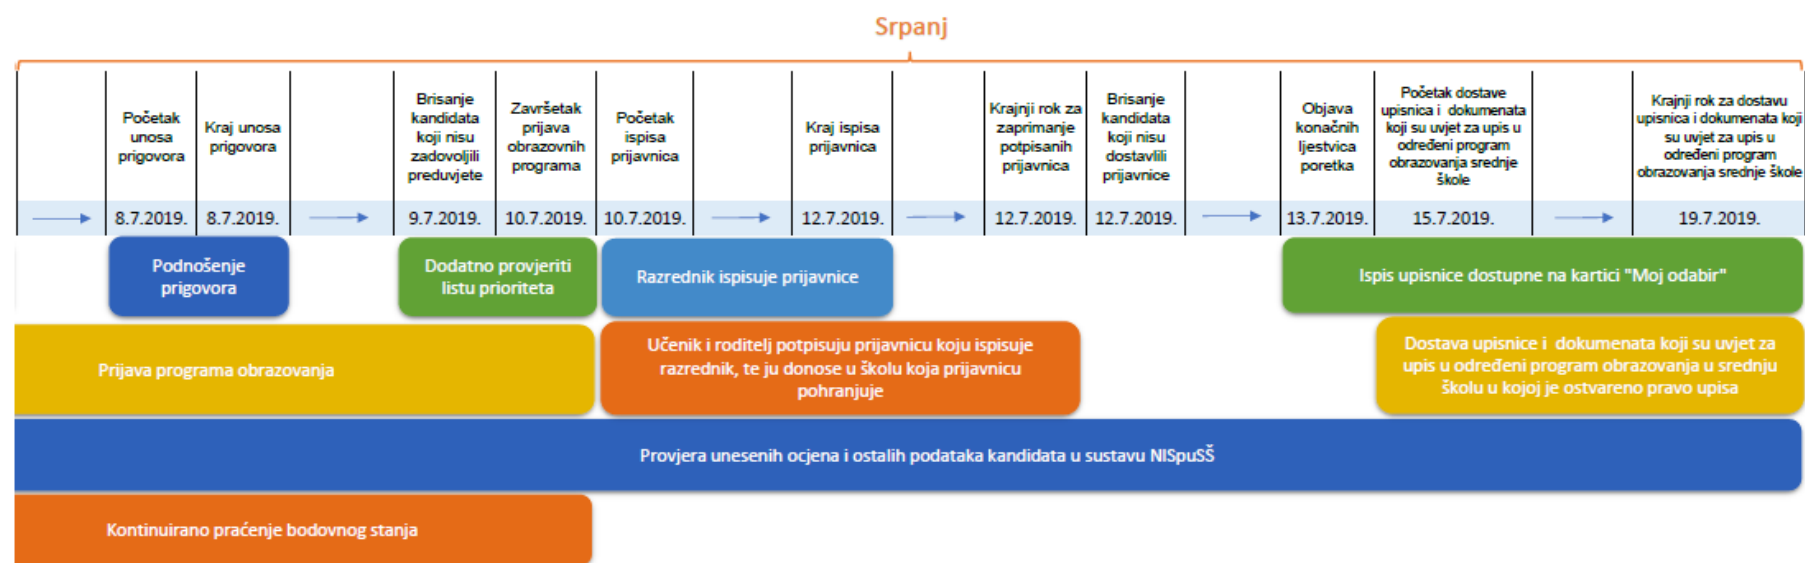 Srpanj
Početak
unosa
prigovora
Kraj unosa
prigovora
Brisanje
kandidata
koji nisu
zadovoljili
preduvjete
Završetak
prijava
obrazovnih
programa
Početak
ispisa
prijavnica
Kraj ispisa
prijavnica
Krajnji rok za
zaprimanje
potpisanih
prijavnica
Brisanje
kandidata
koji nisu
dostavlili
prijavnice
Objava
konačnih
ljestvica
poretka
Početak dostave
upisnica i dokumenata
koji su uvjet za upis u
određeni program
obrazovanja srednje
škole
Krajnji rok za dostavu
upisnica i dokumenata koji
su uvjet za upis u
određeni program
obrazovanja srednje škole
8.7.2019. 8.7.2019. 9.7.2019. 10.7.2019. 10.7.2019. 12.7.2019. 12.7.2019. 12.7.2019. 13.7.2019. 15.7.2019. 19.7.2019.
Podnošenje
prigovora
Dodatno provjeriti
listu prioriteta
Razrednik ispisuje prijavnice
Ispis upisnice dostupne na kartici "Moj odabir"
Prijava programa obrazovanja
Učenik i roditelj potpisuju prijavnicu koju ispisuje
razrednik, te ju donose u školu koja prijavnicu
pohranjuje
Dostava upisnice i dokumenata koji su uvjet za
upis u određeni program obrazovanja u srednju
školu u kojoj je ostvareno pravo upisa
Provjera unesenih ocjena i ostalih podataka kandidata u sustavu NISpuSŠ
Kontinuirano praćenje bodovnog stanja